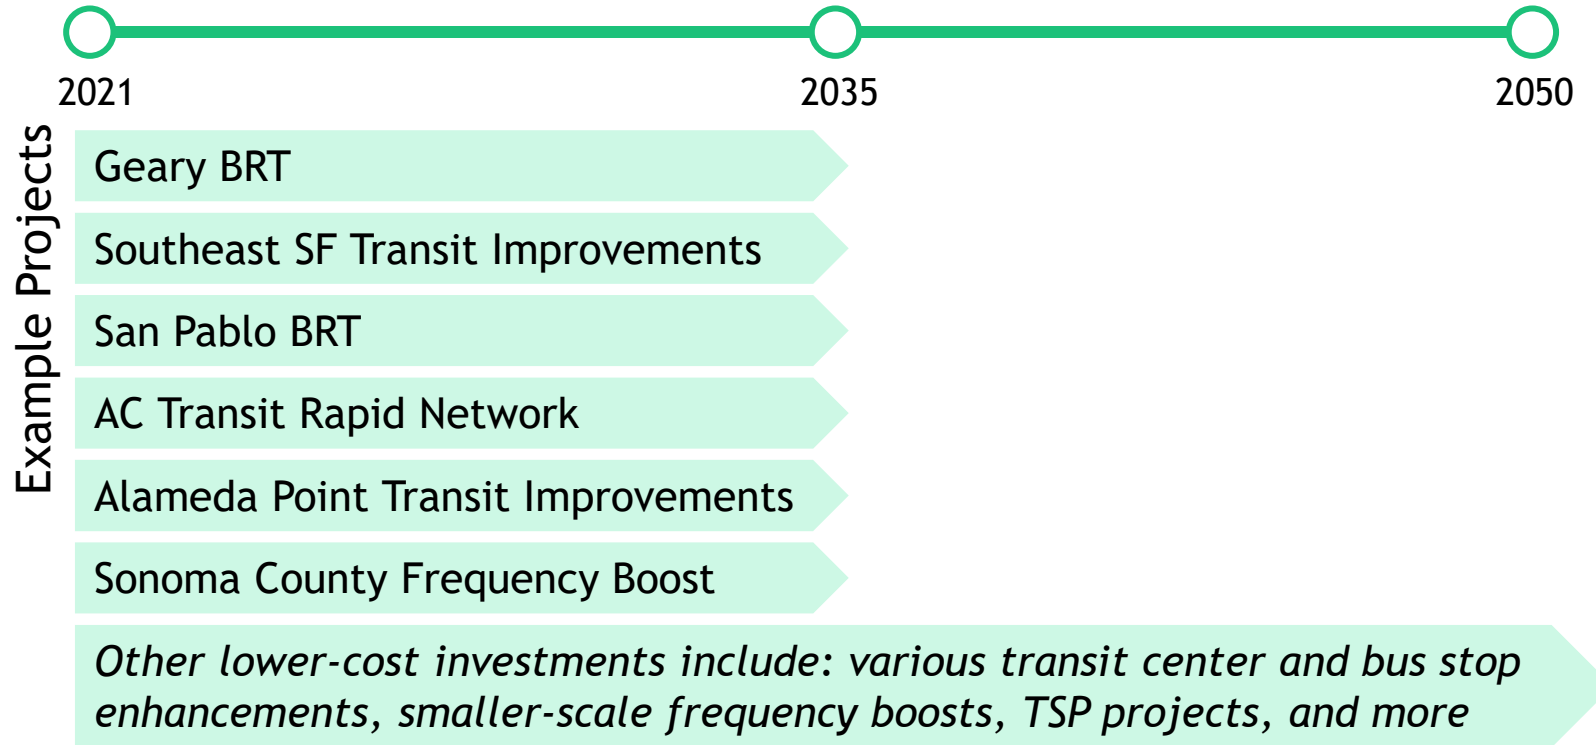 2021
2035
2050
Example Projects
Geary BRT
Southeast SF Transit Improvements
San Pablo BRT
AC Transit Rapid Network
Alameda Point Transit Improvements
Sonoma County Frequency Boost
Other lower-cost investments include: various transit center and bus stop
enhancements, smaller-scale frequency boosts, TSP projects, and more